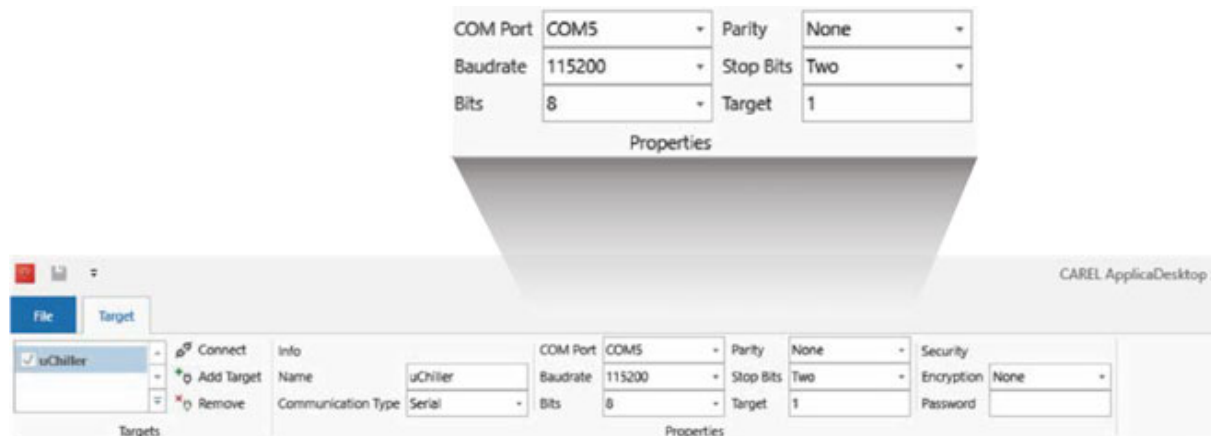 COM Port COM5 Parity None
Baudrate 115200 Stop Bits Two
Bits 8 Target 1
Properties
CAREL ApplicaDesktop
File Target
uChiller Connect Info COM Port COM5 Parity None Security
Add Target Name uChiller Baudrate 115200 Stop Bits Two Encryption None
Remove Communication Type Serial Bits 8 Target 1 Password
Targets Properties